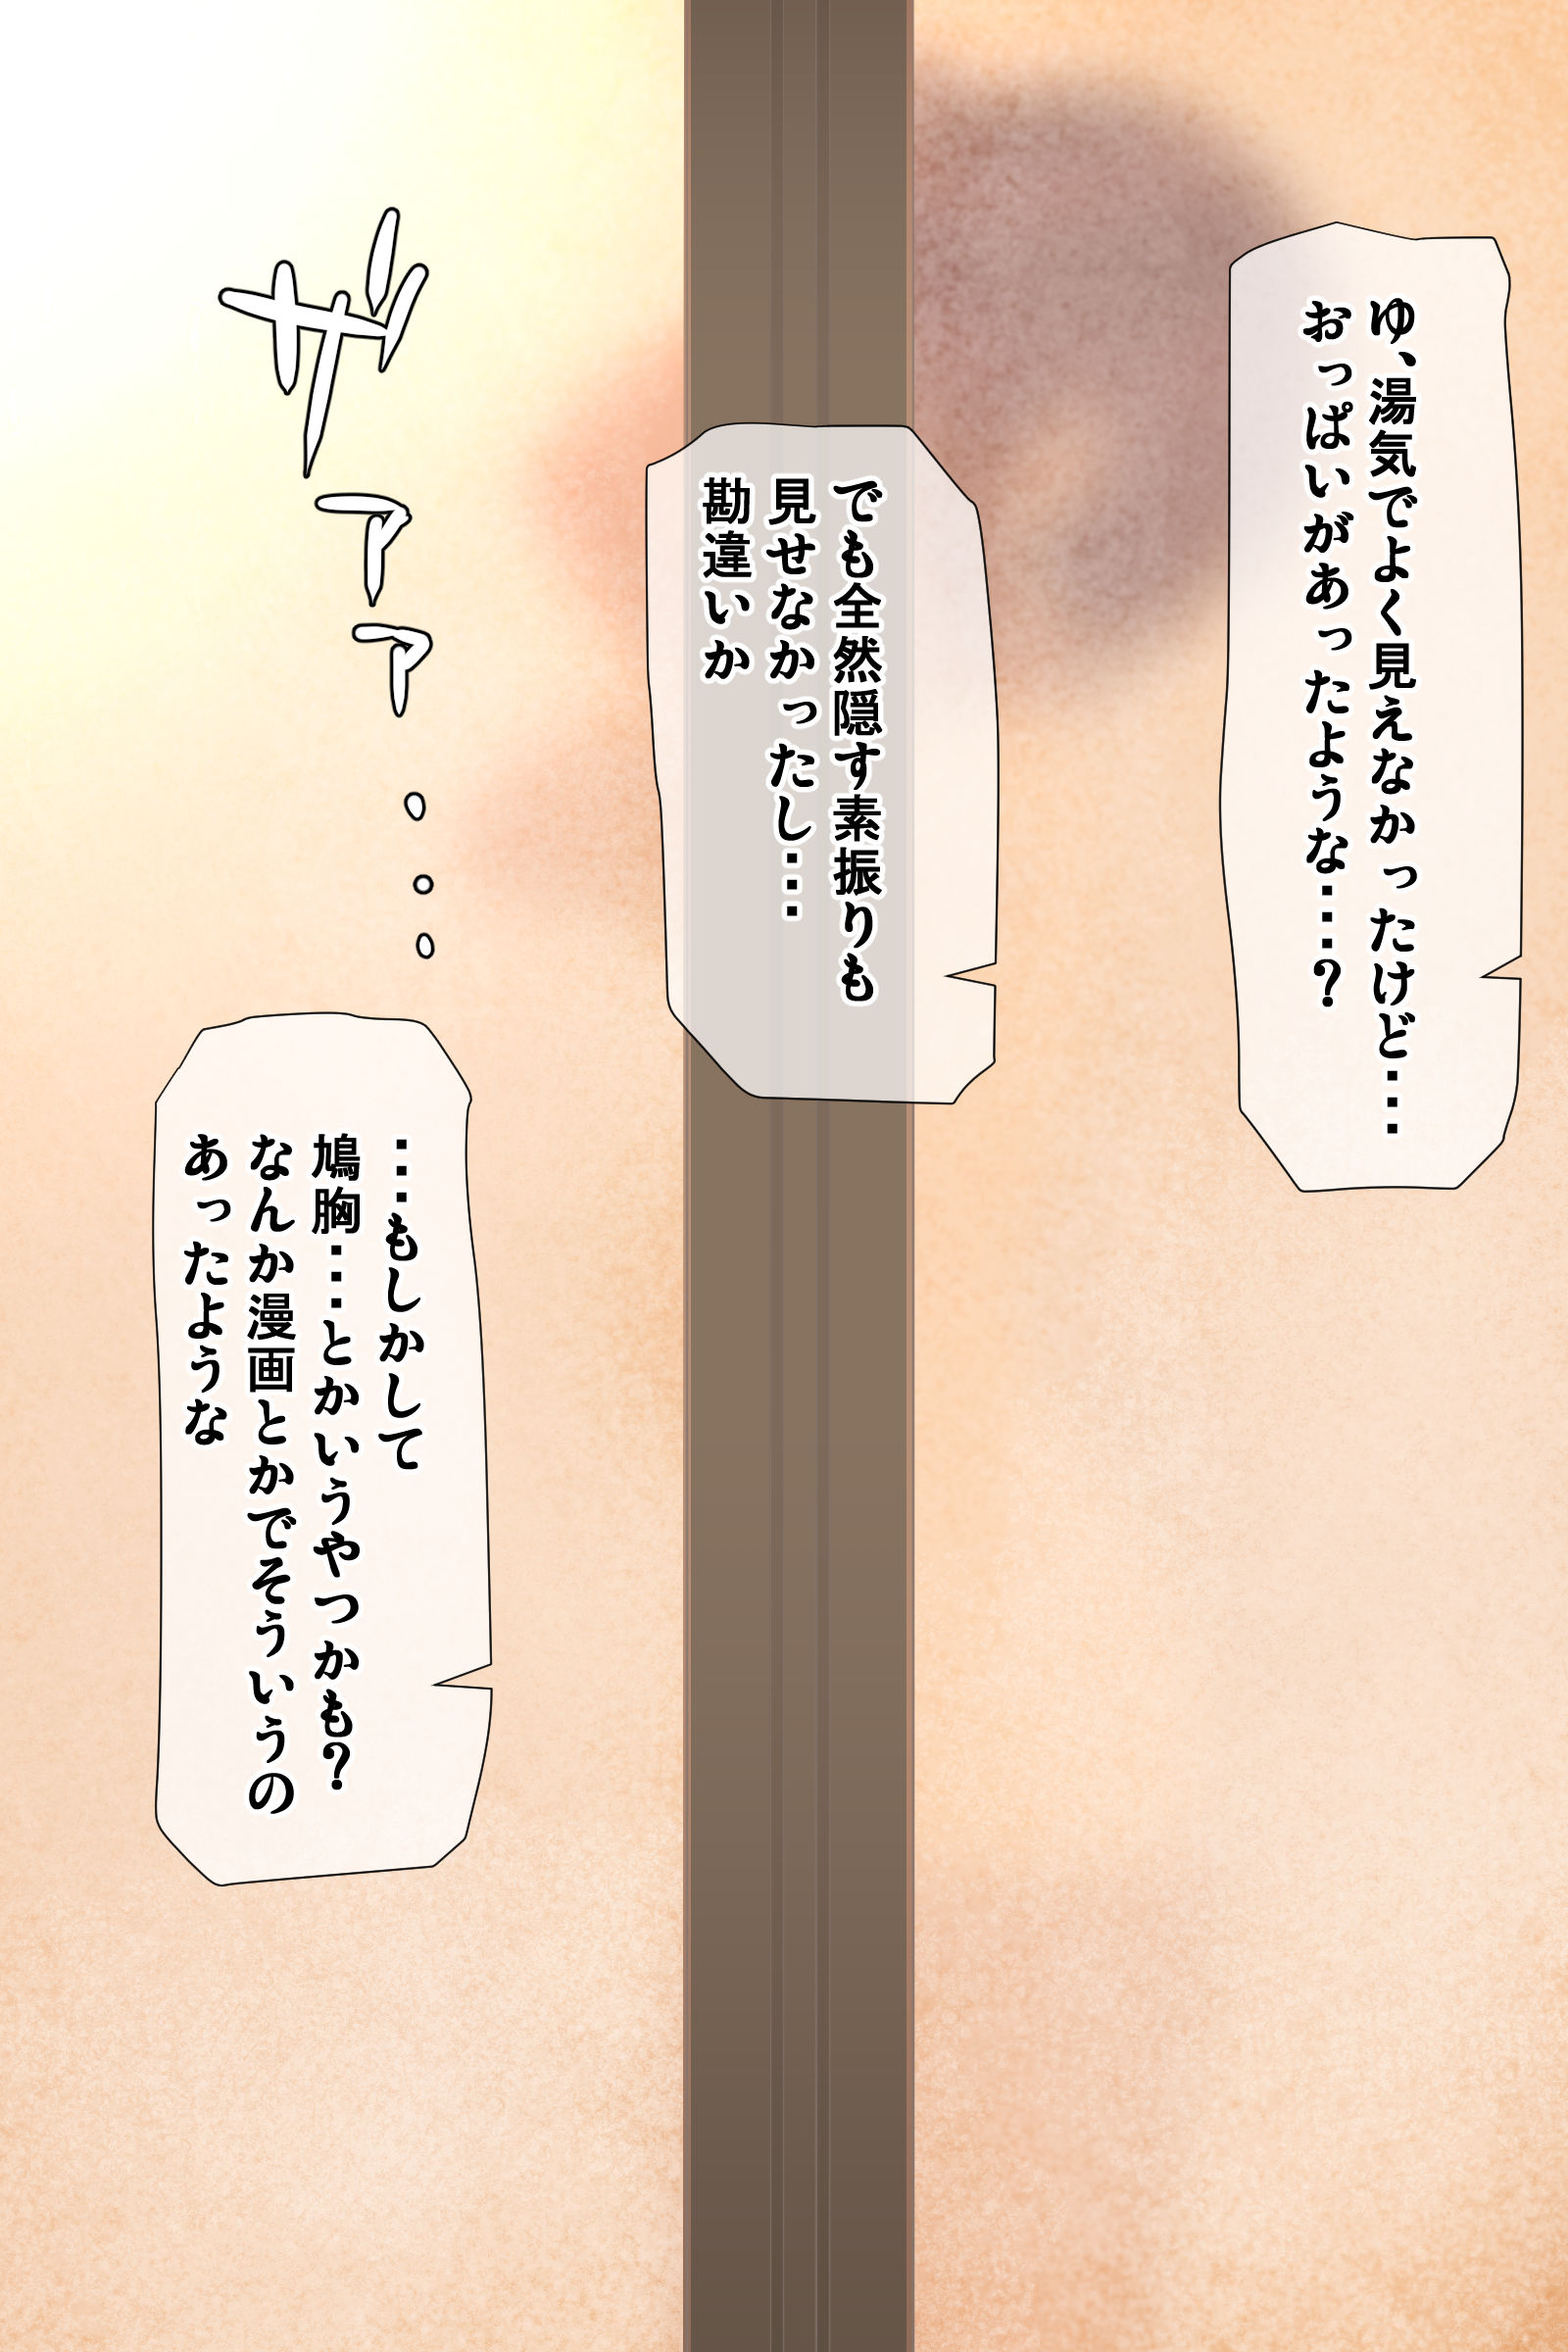 ゆ、湯気でよく見えなかったけど・・・
おっぱいがあったような・・・？
でも全然隠す素振りも
見せなかったし・・・
勘違いか
ザァァ・・・
・・・もしかして
鳩胸・・・とかいうやつかも？
なんか漫画とかでそういうの
あったような